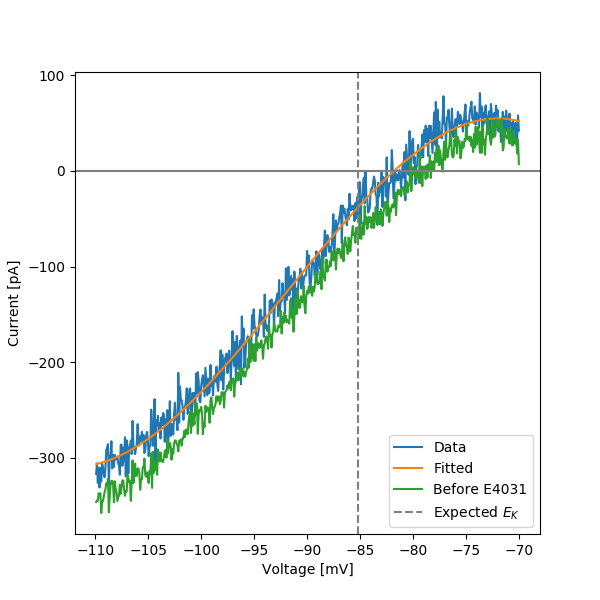 100
0
−100
−200
−300
Current [pA]
−110
−105
−100
−95
−90
−85
−80
−75
−70
Voltage [mV]
Data
Fitted
Before E4031
Expected E_K